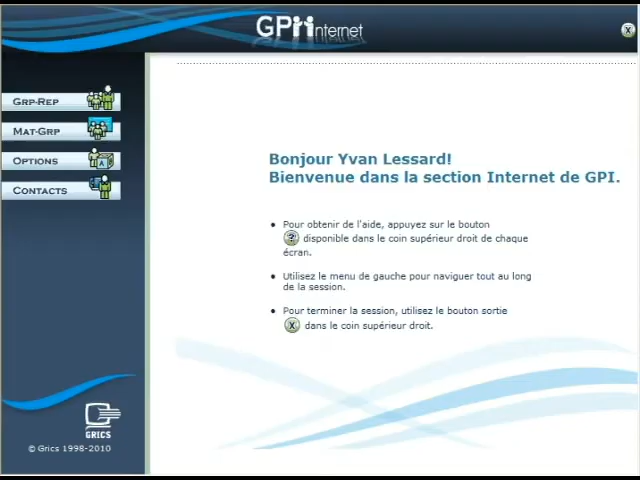 GPI internet
X
GRP-REP
MAT-GRP
OPTIONS
CONTACTS
Bonjour Yvan Lessard!
Bienvenue dans la section Internet de GPI.
• Pour obtenir de l'aide, appuyez sur le bouton
? disponible dans le coin supérieur droit de chaque
écran.
• Utilisez le menu de gauche pour naviguer tout au long
de la session.
• Pour terminer la session, utilisez le bouton sortie
X dans le coin supérieur droit.
GRICS
© Grics 1998-2010